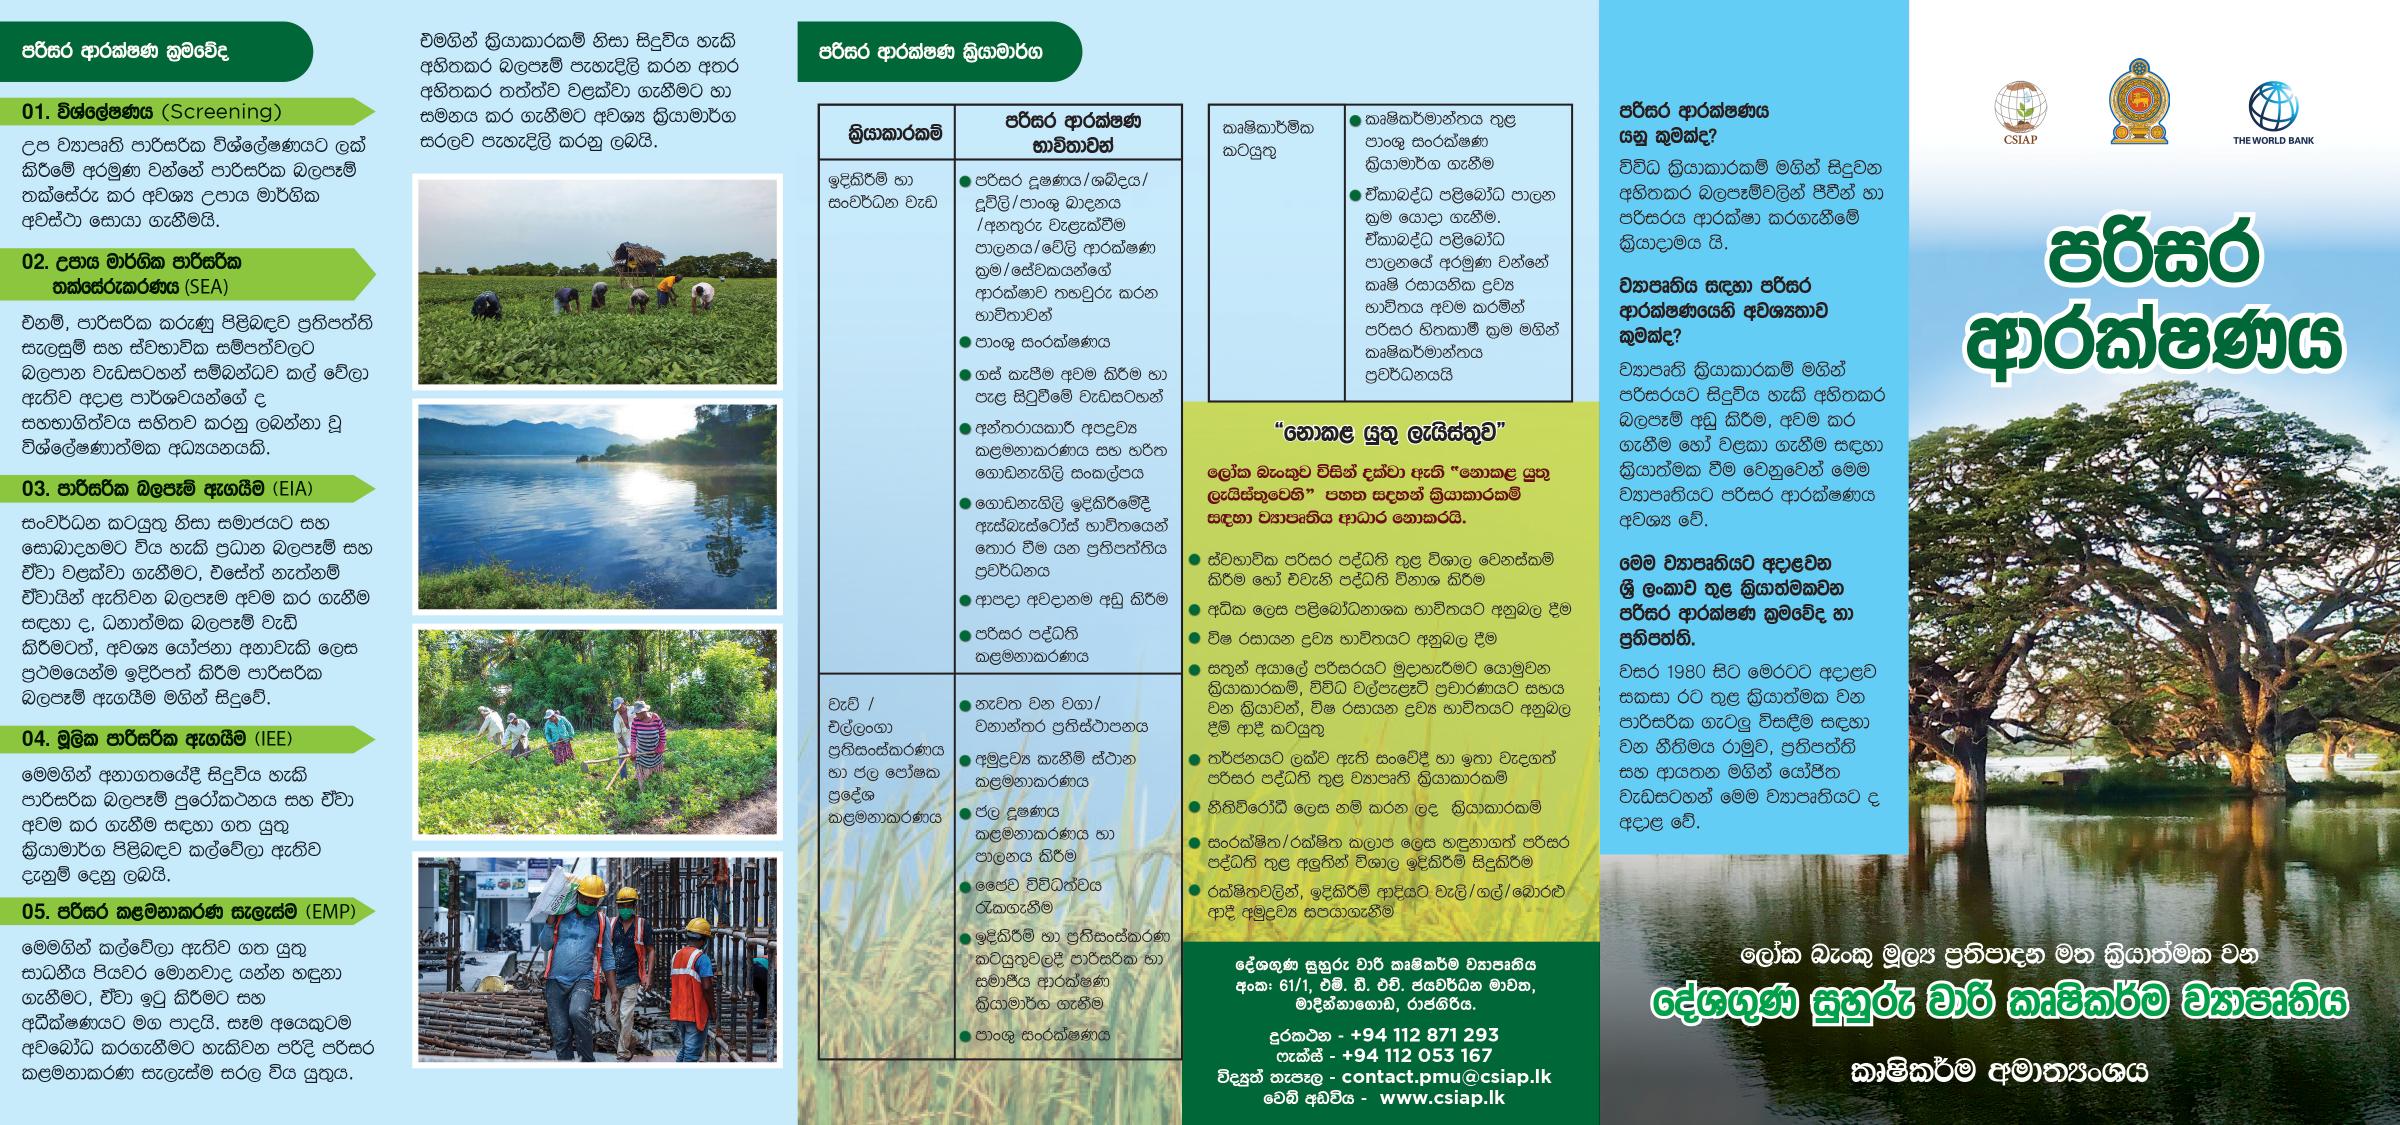 පරිසර ආරක්ෂණ ක්‍රමවේද
01. විශ්ලේෂණය (Screening)
උප ව්‍යාපෘති පාරිසරික විශ්ලේෂණයට ලක්
කිරීමේ අරමුණ වන්නේ පාරිසරික බලපෑම්
තක්සේරු කර අවශ්‍ය උපාය මාර්ගික
අවස්ථා සොයා ගැනීමයි.
02. උපාය මාර්ගික පාරිසරික
තක්සේරුකරණය (SEA)
එනම්, පාරිසරික කරුණු පිළිබඳව ප්‍රතිපත්ති
සැලසුම් සහ ස්වභාවික සම්පත්වලට
බලපාන වැඩසටහන් සම්බන්ධව කල් වේලා
ඇතිව අදාළ පාර්ශවයන්ගේ ද
සහභාගිත්වය සහිතව කරනු ලබන්නා වූ
විශ්ලේෂණාත්මක අධ්‍යයනයකි.
03. පාරිසරික බලපෑම් ඇගයීම (EIA)
සංවර්ධන කටයුතු නිසා සමාජයට සහ
සොබාදහමට විය හැකි ප්‍රධාන බලපෑම් සහ
ඒවා වළක්වා ගැනීමට, එසේත් නැත්නම්
ඒවායින් ඇතිවන බලපෑම අවම කර ගැනීම
සඳහා ද, ධනාත්මක බලපෑම් වැඩි
කිරීමටත්, අවශ්‍ය යෝජනා අනාවැකි ලෙස
ප්‍රථමයෙන්ම ඉදිරිපත් කිරීම පාරිසරික
බලපෑම් ඇගයීම මගින් සිදුවේ.
04. මූලික පාරිසරික ඇගයීම (IEE)
මෙමගින් අනාගතයේදී සිදුවිය හැකි
පාරිසරික බලපෑම් පුරෝකථනය සහ ඒවා
අවම කර ගැනීම සඳහා ගත යුතු
ක්‍රියාමාර්ග පිළිබඳව කල්වේලා ඇතිව
දැනුම් දෙනු ලබයි.
05. පරිසර කළමනාකරණ සැලැස්ම (EMP)
මෙමගින් කල්වේලා ඇතිව ගත යුතු
සාධනීය පියවර මොනවාද යන්න හඳුනා
ගැනීමට, ඒවා ඉටු කිරීමට සහ
අධීක්ෂණයට මග පාදයි. සෑම අයෙකුටම
අවබෝධ කරගැනීමට හැකිවන පරිදි පරිසර
කළමනාකරණ සැලැස්ම සරල විය යුතුය.
එමගින් ක්‍රියාකාරකම් නිසා සිදුවිය හැකි
අහිතකර බලපෑම් පැහැදිලි කරන අතර
අහිතකර තත්ත්ව වළක්වා ගැනීමට හා
සමනය කර ගැනීමට අවශ්‍ය ක්‍රියාමාර්ග
සරලව පැහැදිලි කරනු ලබයි.
පරිසර ආරක්ෂණ ක්‍රියාමාර්ග
ක්‍රියාකාරකම්
පරිසර ආරක්ෂණ
භාවිතාවන්
ඉදිකිරීම් හා
සංවර්ධන වැඩ
පරිසර දූෂණය/ශබ්දය/
දූවිලි/පාංශු ඛාදනය
/අනතුරු වැළැක්වීම
පාලනය/වේලි ආරක්ෂණ
ක්‍රම/සේවකයන්ගේ
ආරක්ෂාව තහවුරු කරන
භාවිතාවන්
පාංශු සංරක්ෂණය
ගස් කැපීම අවම කිරීම හා
පැළ සිටුවීමේ වැඩසටහන්
අන්තරායකාරී අපද්‍රව්‍ය
කළමනාකරණය සහ හරිත
ගොඩනැගිලි සංකල්පය
ගොඩනැගිලි ඉදිකිරීමේදී
ඇස්බැස්ටෝස් භාවිතයෙන්
තොර වීම යන ප්‍රතිපත්තිය
ප්‍රවර්ධනය
ආපදා අවදානම අඩු කිරීම
පරිසර පද්ධති
කළමනාකරණය
වැව් /
එල්ලංගා
ප්‍රතිසංස්කරණය
හා ජල පෝෂක
ප්‍රදේශ
කළමනාකරණය
නැවත වන වගා/
වනාන්තර ප්‍රතිස්ථාපනය
අමුද්‍රව්‍ය කැනීම් ස්ථාන
කළමනාකරණය
ජල දූෂණය
කළමනාකරණය හා
පාලනය කිරීම
ජෛව විවිධත්වය
රැකගැනීම
ඉදිකිරීම් හා ප්‍රතිසංස්කරණ
කටයුතුවලදී පාරිසරික හා
සමාජීය ආරක්ෂණ
ක්‍රියාමාර්ග ගැනීම
පාංශු සංරක්ෂණය
කෘෂිකාර්මික
කටයුතු
කෘෂිකර්මාන්තය තුළ
පාංශු සංරක්ෂණ
ක්‍රියාමාර්ග ගැනීම
ඒකාබද්ධ පළිබෝධ පාලන
ක්‍රම යොදා ගැනීම.
ඒකාබද්ධ පළිබෝධ
පාලනයේ අරමුණ වන්නේ
කෘෂි රසායනික ද්‍රව්‍ය
භාවිතය අවම කරමින්
පරිසර හිතකාමී ක්‍රම මගින්
කෘෂිකර්මාන්තය
ප්‍රවර්ධනයයි
“නොකළ යුතු ලැයිස්තුව”
ලෝක බැංකුව විසින් දක්වා ඇති “නොකළ යුතු
ලැයිස්තුවෙහි” පහත සදහන් ක්‍රියාකාරකම්
සඳහා ව්‍යාපෘතිය ආධාර නොකරයි.
ස්වභාවික පරිසර පද්ධති තුළ විශාල වෙනස්කම්
කිරීම හෝ එවැනි පද්ධති විනාශ කිරීම
අධික ලෙස පළිබෝධනාශක භාවිතයට අනුබල දීම
විෂ රසායන ද්‍රව්‍ය භාවිතයට අනුබල දීම
සතුන් අයාලේ පරිසරයට මුදාහැරීමට යොමුවන
ක්‍රියාකාරකම්, විවිධ වල්පැළෑටි ප්‍රචාරණයට සහය
වන ක්‍රියාවන්, විෂ රසායන ද්‍රව්‍ය භාවිතයට අනුබල
දීම් ආදී කටයුතු
තර්ජනයට ලක්ව ඇති සංවේදී හා ඉතා වැදගත්
පරිසර පද්ධති තුළ ව්‍යාපෘති ක්‍රියාකාරකම්
නීතිවිරෝධී ලෙස නම් කරන ලද ක්‍රියාකාරකම්
සංරක්ෂිත/රක්ෂිත කලාප ලෙස හඳුනාගත් පරිසර
පද්ධති තුළ අලුතින් විශාල ඉදිකිරීම් සිදුකිරීම
රක්ෂිතවලින්, ඉදිකිරීම් ආදියට වැලි/ගල්/බොරළු
ආදී අමුද්‍රව්‍ය සපයාගැනීම
දේශගුණ සුහුරු වාරි කෘෂිකර්ම ව්‍යාපෘතිය
අංක: 61/1, එම්. ඩී. එච්. ජයවර්ධන මාවත,
මාදින්නාගොඩ, රාජගිරිය.
දුරකථන - +94 112 871 293
ෆැක්ස් - +94 112 053 167
විද්‍යුත් තැපෑල - contact.pmu@csiap.lk
වෙබ් අඩවිය - www.csiap.lk
පරිසර ආරක්ෂණය
යනු කුමක්ද?
විවිධ ක්‍රියාකාරකම් මගින් සිදුවන
අහිතකර බලපෑම්වලින් ජීවීන් හා
පරිසරය ආරක්ෂා කරගැනීමේ
ක්‍රියාදාමය යි.
ව්‍යාපෘතිය සඳහා පරිසර
ආරක්ෂණයෙහි අවශ්‍යතාව
කුමක්ද?
ව්‍යාපෘති ක්‍රියාකාරකම් මගින්
පරිසරයට සිදුවිය හැකි අහිතකර
බලපෑම් අඩු කිරීම, අවම කර
ගැනීම හෝ වළකා ගැනීම සඳහා
ක්‍රියාත්මක වීම වෙනුවෙන් මෙම
ව්‍යාපෘතියට පරිසර ආරක්ෂණය
අවශ්‍ය වේ.
මෙම ව්‍යාපෘතියට අදාළවන
ශ්‍රී ලංකාව තුළ ක්‍රියාත්මකවන
පරිසර ආරක්ෂණ ක්‍රමවේද හා
ප්‍රතිපත්ති.
වසර 1980 සිට මෙරටට අදාළව
සකසා රට තුළ ක්‍රියාත්මක වන
පාරිසරික ගැටලු විසඳීම සඳහා
වන නීතිමය රාමුව, ප්‍රතිපත්ති
සහ ආයතන මගින් යෝජිත
වැඩසටහන් මෙම ව්‍යාපෘතියට ද
අදාළ වේ.
CSIAP
THE WORLD BANK
පරිසර
ආරක්ෂණය
ලෝක බැංකු මූල්‍ය ප්‍රතිපාදන මත ක්‍රියාත්මක වන
දේශගුණ සුහුරු වාරි කෘෂිකර්ම ව්‍යාපෘතිය
කෘෂිකර්ම අමාත්‍යංශය